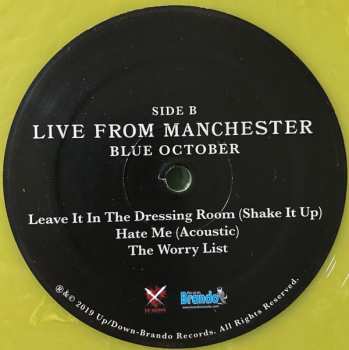 SIDE B
LIVE FROM MANCHESTER
BLUE OCTOBER
Leave It In The Dressing Room (Shake It Up)
Hate Me (Acoustic)
The Worry List
Brando
℗&© 2019 Up/Down-Brando Records. All Rights Reserved.